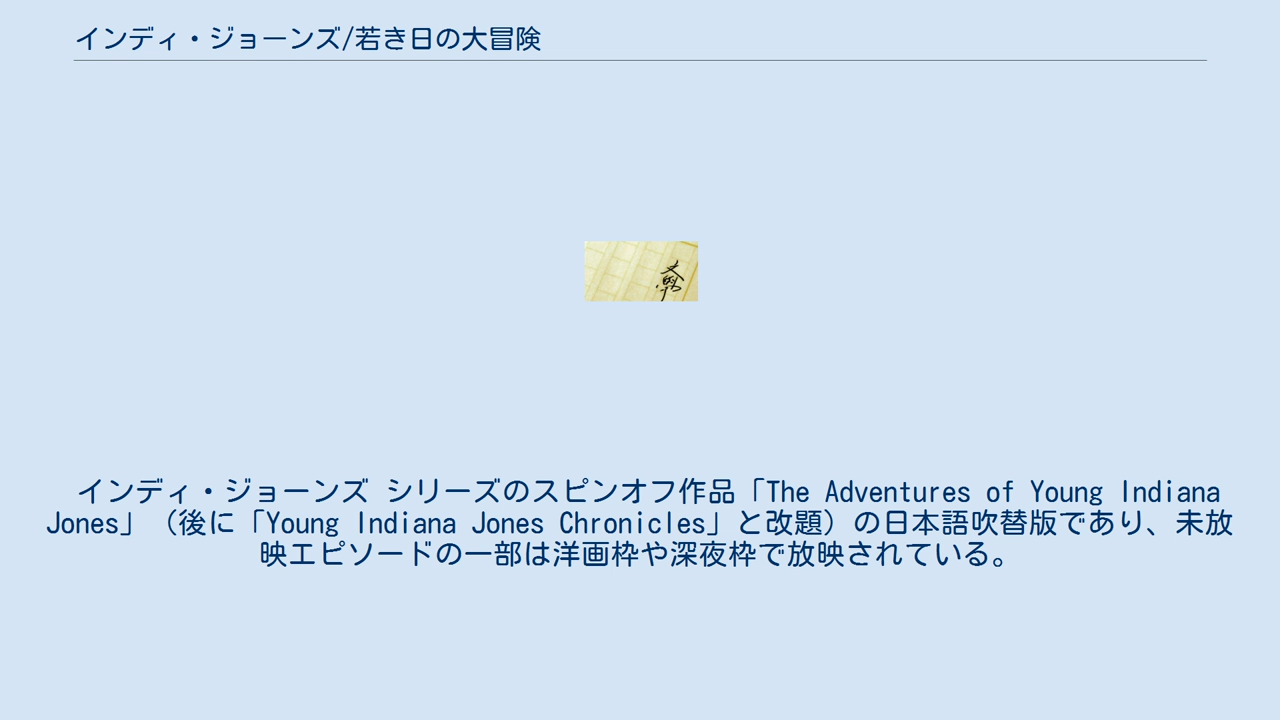 インディ・ジョーンズ/若き日の大冒険
インディ・ジョーンズ シリーズのスピンオフ作品「The Adventures of Young Indiana
Jones」（後に「Young Indiana Jones Chronicles」と改題）の日本語吹替版であり、未放
映エピソードの一部は洋画枠や深夜枠で放映されている。